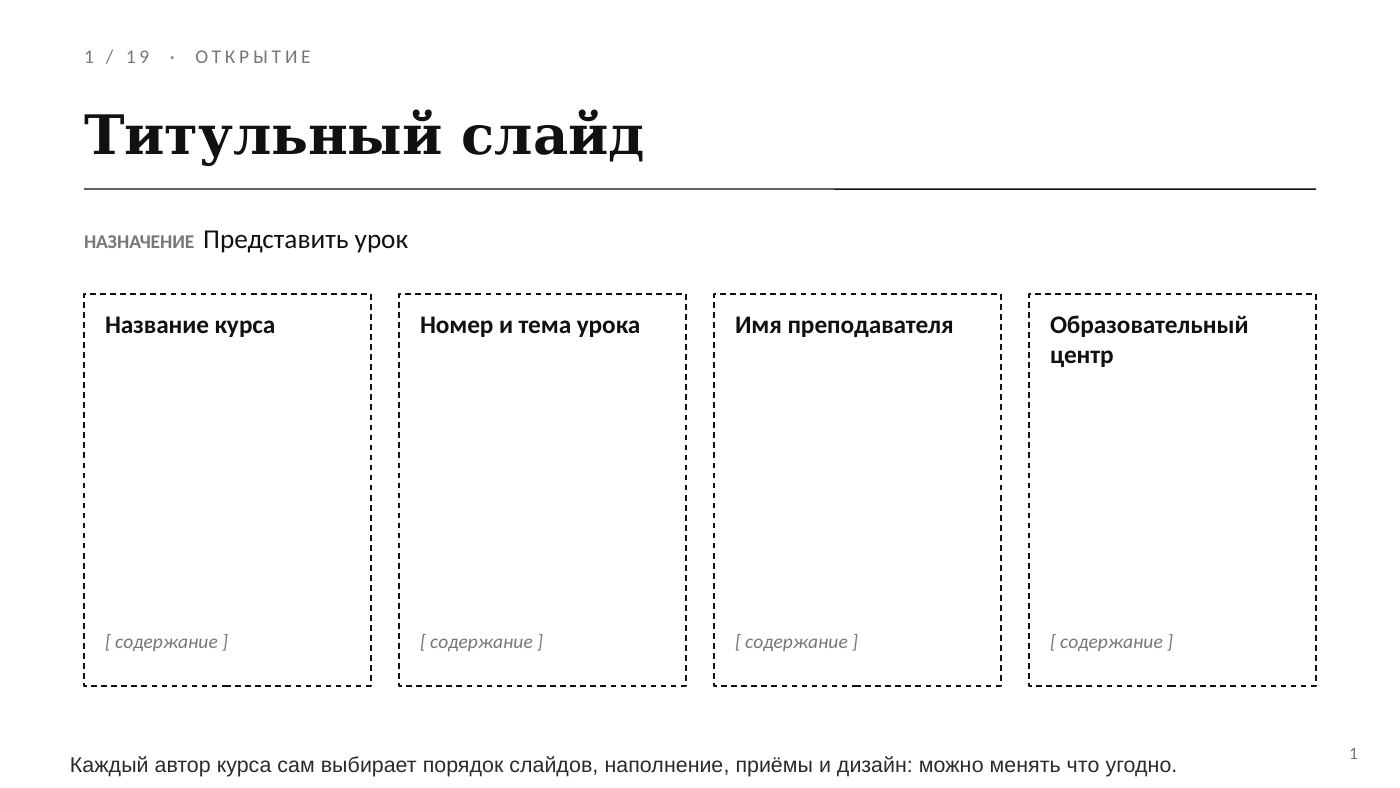 1 / 19 · ОТКРЫТИЕ
Титульный слайд
НАЗНАЧЕНИЕ Представить урок
Название курса
[ содержание ]
Номер и тема урока
[ содержание ]
Имя преподавателя
[ содержание ]
Образовательный
центр
[ содержание ]
Каждый автор курса сам выбирает порядок слайдов, наполнение, приёмы и дизайн: можно менять что угодно.
1